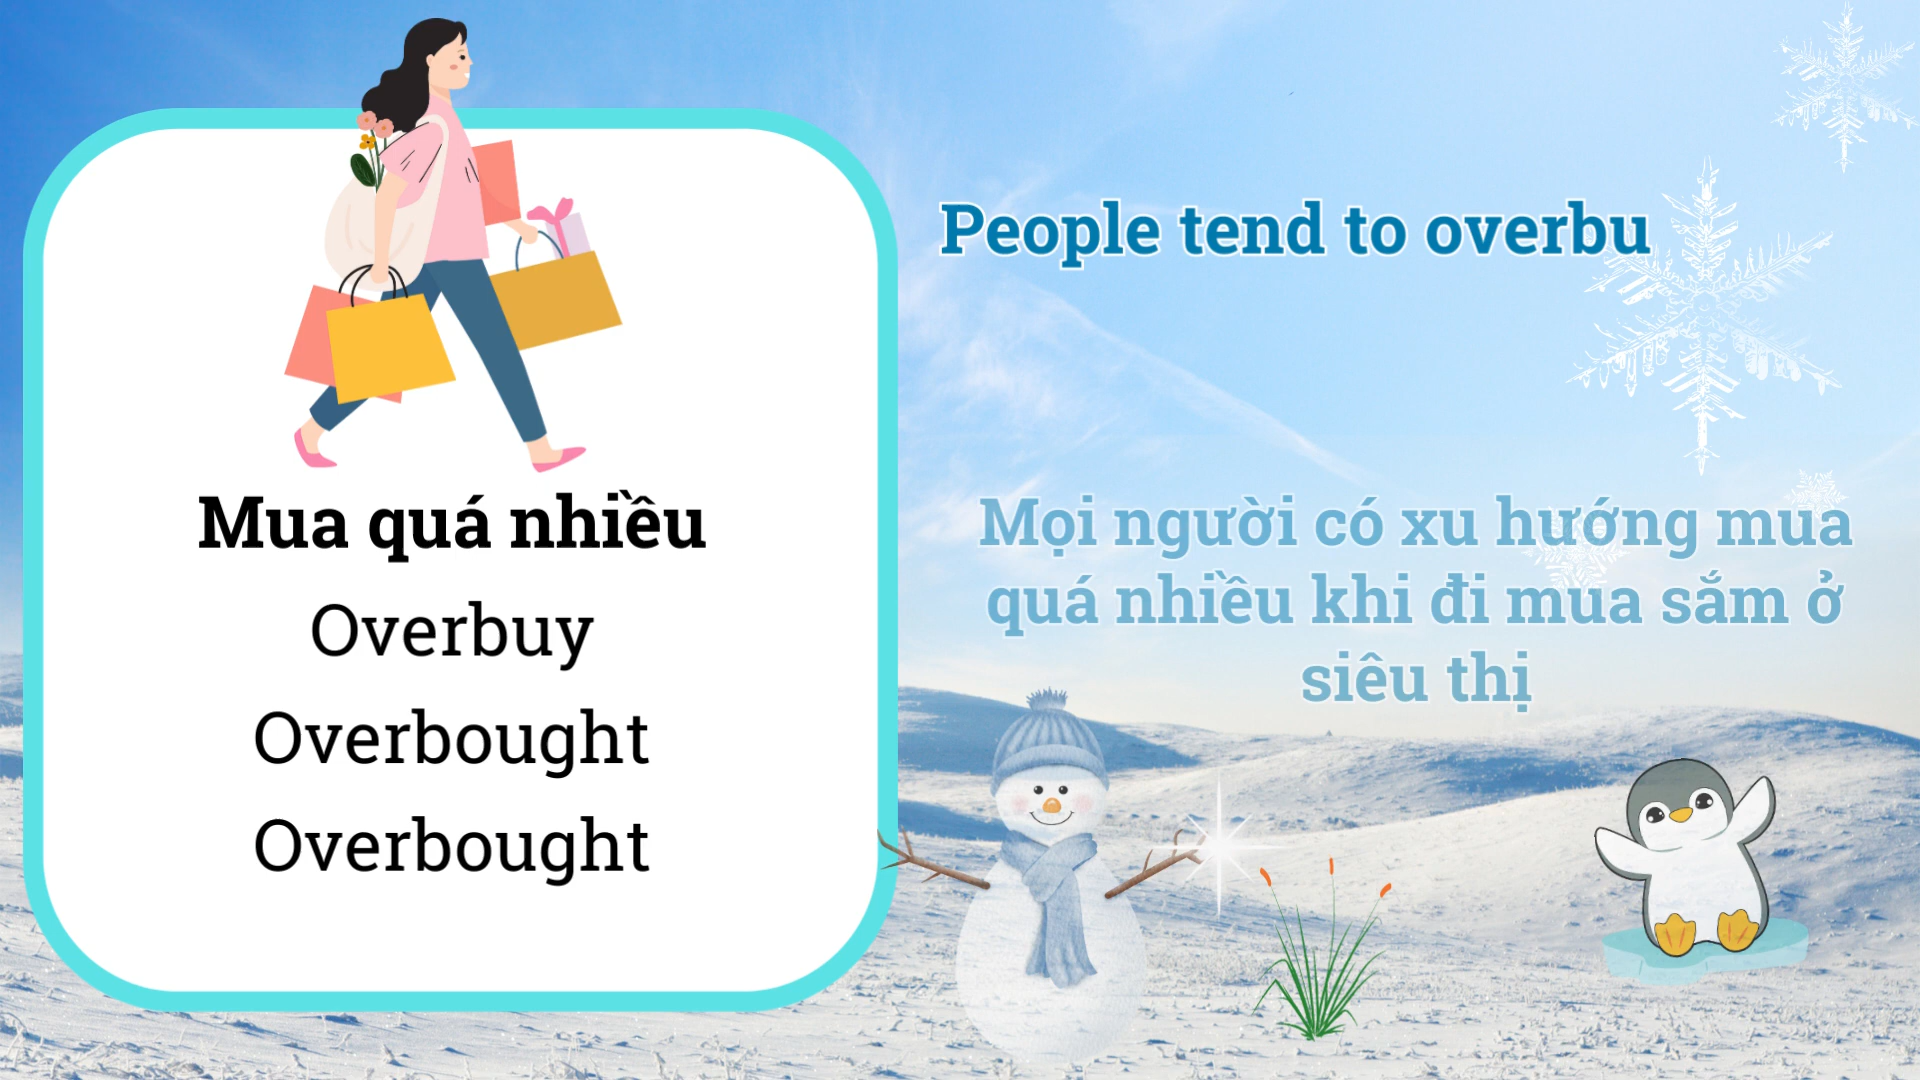 Mua quá nhiều
Overbuy
Overbought
Overbought
People tend to overbu
Mọi người có xu hướng mua
quá nhiều khi đi mua sắm ở
siêu thị